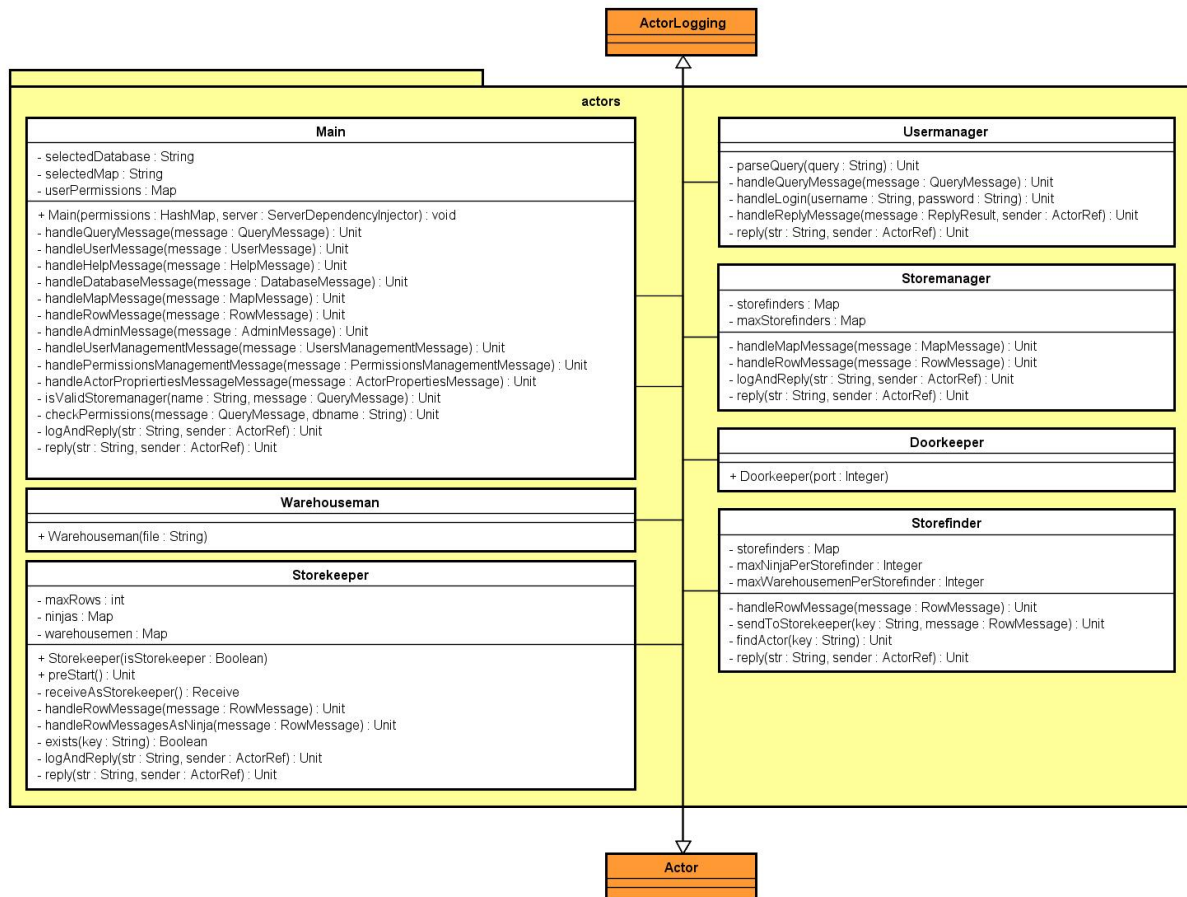 ActorLogging
actors
Main
- selectedDatabase : String
- selectedMap : String
- userPermissions : Map
+ Main(permissions : HashMap, server : ServerDependencyInjector) : void
- handleQueryMessage(message : QueryMessage) : Unit
- handleUserMessage(message : UserMessage) : Unit
- handleHelpMessage(message : HelpMessage) : Unit
- handleDatabaseMessage(message : DatabaseMessage) : Unit
- handleMapMessage(message : MapMessage) : Unit
- handleRowMessage(message : RowMessage) : Unit
- handleAdminMessage(message : AdminMessage) : Unit
- handleUserManagementMessage(message : UsersManagementMessage) : Unit
- handlePermissionsManagementMessage(message : PermissionsManagementMessage) : Unit
- handleActorPropriertiesMessageMessage(message : ActorPropertiesMessage) : Unit
- isValidStoremanager(name : String, message : QueryMessage) : Unit
- checkPermissions(message : QueryMessage, dbname : String) : Unit
- logAndReply(str : String, sender : ActorRef) : Unit
- reply(str : String, sender : ActorRef) : Unit
Warehouseman
+ Warehouseman(file : String)
Storekeeper
- maxRows : int
- ninjas : Map
- warehousemen : Map
+ Storekeeper(isStorekeeper : Boolean)
+ preStart() : Unit
- receiveAsStorekeeper() : Receive
- handleRowMessage(message : RowMessage) : Unit
- handleRowMessagesAsNinja(message : RowMessage) : Unit
- exists(key : String) : Boolean
- logAndReply(str : String, sender : ActorRef) : Unit
- reply(str : String, sender : ActorRef) : Unit
Usermanager
- parseQuery(query : String) : Unit
- handleQueryMessage(message : QueryMessage) : Unit
- handleLogin(username : String, password : String) : Unit
- handleReplyMessage(message : ReplyResult, sender : ActorRef) : Unit
- reply(str : String, sender : ActorRef) : Unit
Storemanager
- storefinders : Map
- maxStorefinders : Map
- handleMapMessage(message : MapMessage) : Unit
- handleRowMessage(message : RowMessage) : Unit
- logAndReply(str : String, sender : ActorRef) : Unit
- reply(str : String, sender : ActorRef) : Unit
Doorkeeper
+ Doorkeeper(port : Integer)
Storefinder
- storefinders : Map
- maxNinjaPerStorefinder : Integer
- maxWarehousemenPerStorefinder : Integer
- handleRowMessage(message : RowMessage) : Unit
- sendToStorekeeper(key : String, message : RowMessage) : Unit
- findActor(key : String) : Unit
- reply(str : String, sender : ActorRef) : Unit
Actor